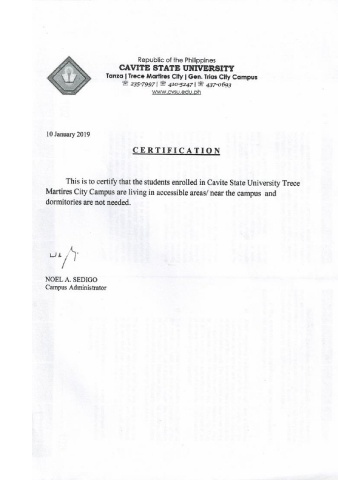 Republic of the Philippines
CAVITE STATE UNIVERSITY
Tanza | Trece Martires City | Gen. Trias City Campus
☏ 235-7997 | ☏ 410-5247 | ☏ 437-0693
www.cvsu.edu.ph
10 January 2019
CERTIFICATION
This is to certify that the students enrolled in Cavite State University Trece
Martires City Campus are living in accessible areas/ near the campus and
dormitories are not needed.
NOEL A. SEDIGO
Campus Administrator